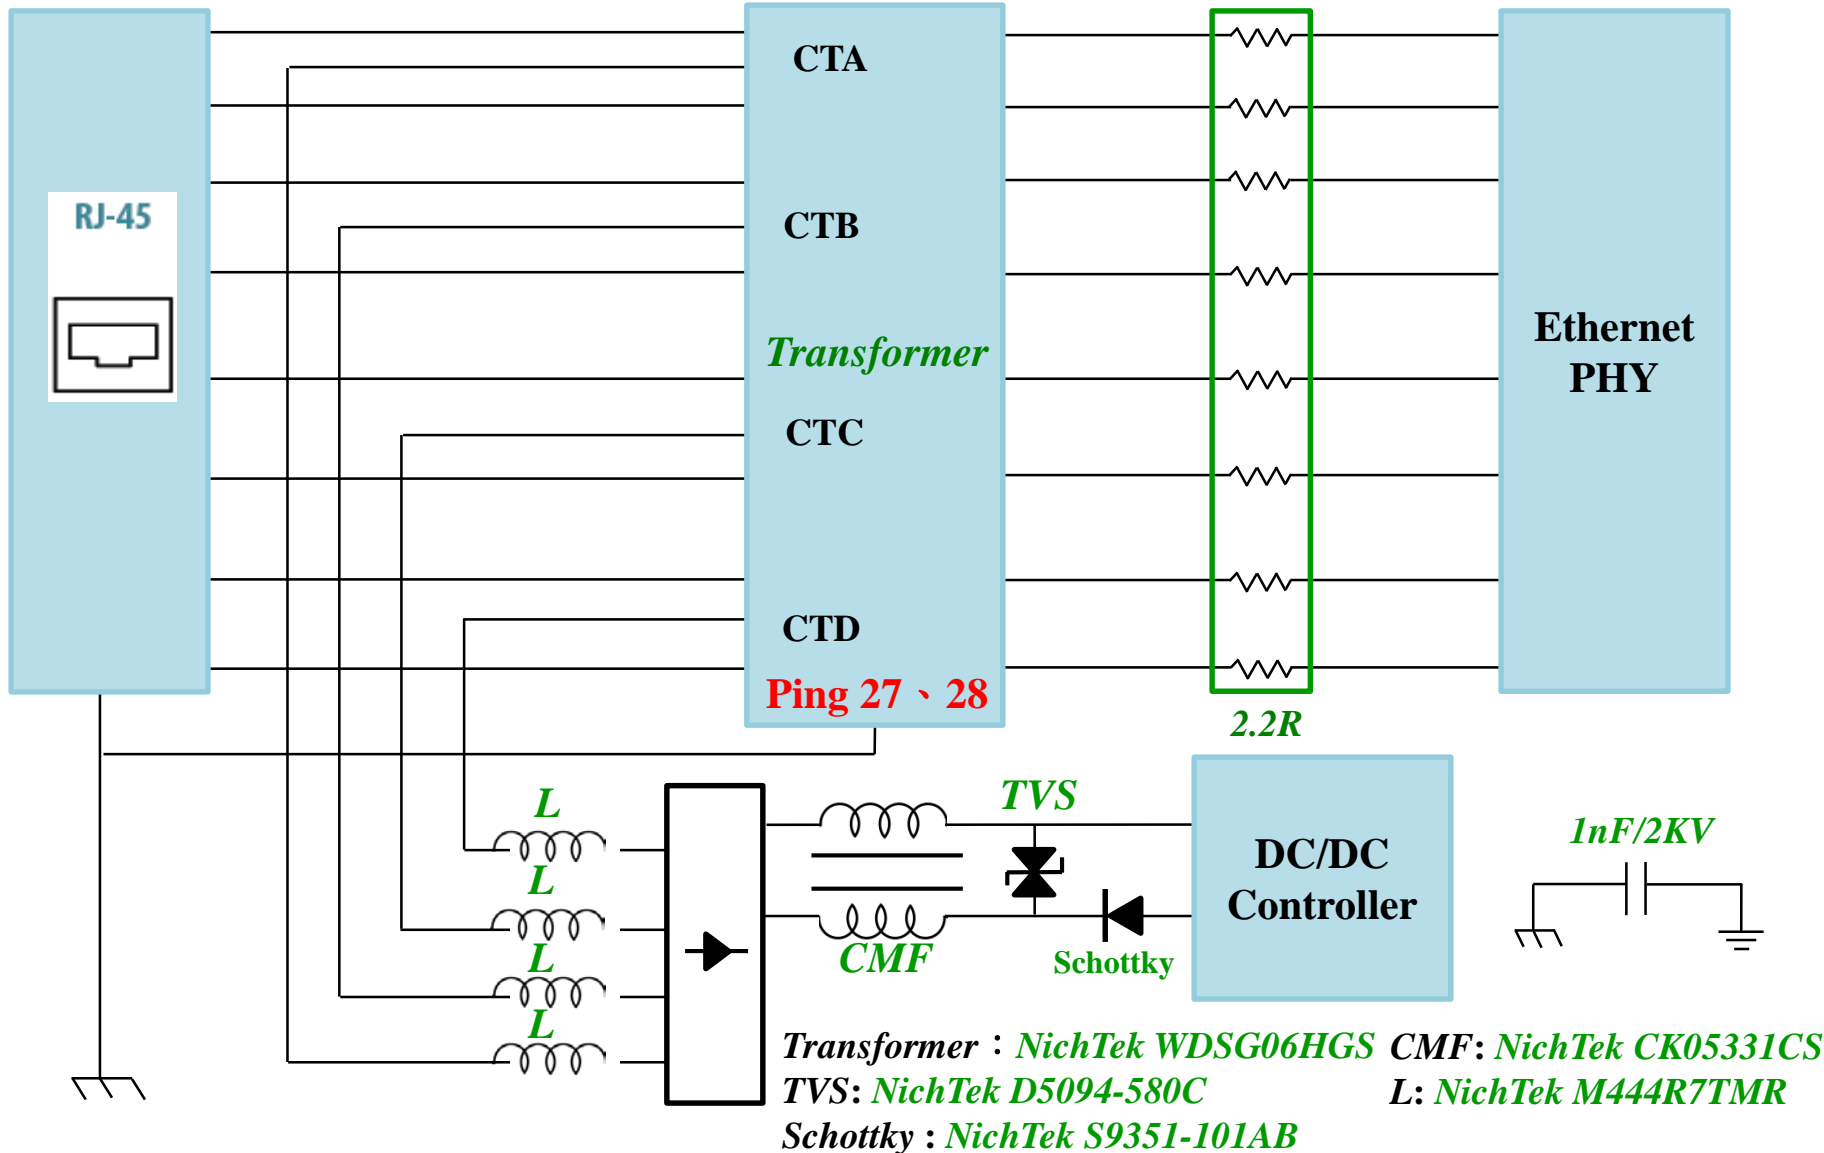 RJ-45
CTA
CTB
Transformer
CTC
CTD
Ping 27、28
2.2R
Ethernet
PHY
L
L
L
L
CMF
TVS
Schottky
DC/DC
Controller
1nF/2KV
Transformer：NichTek WDSG06HGS CMF: NichTek CK05331CS
TVS: NichTek D5094-580C L: NichTek M444R7TMR
Schottky : NichTek S9351-101AB